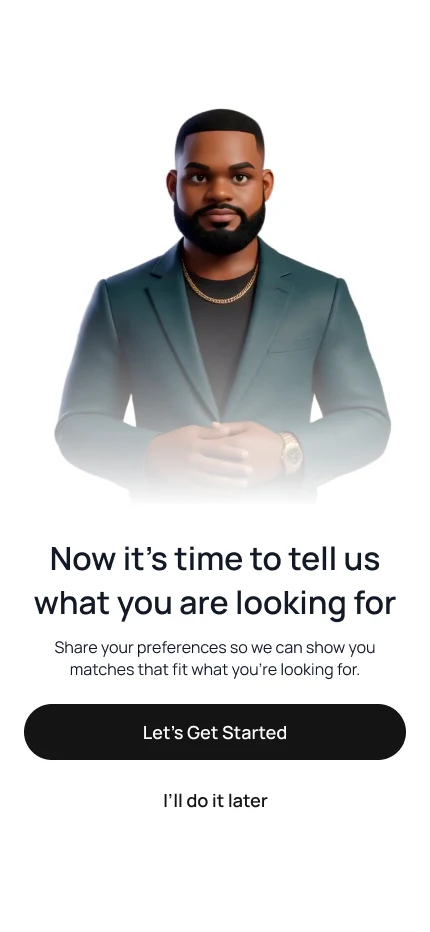 Now it's time to tell us
what you are looking for
Share your preferences so we can show you
matches that fit what you're looking for.
Let's Get Started
I'll do it later